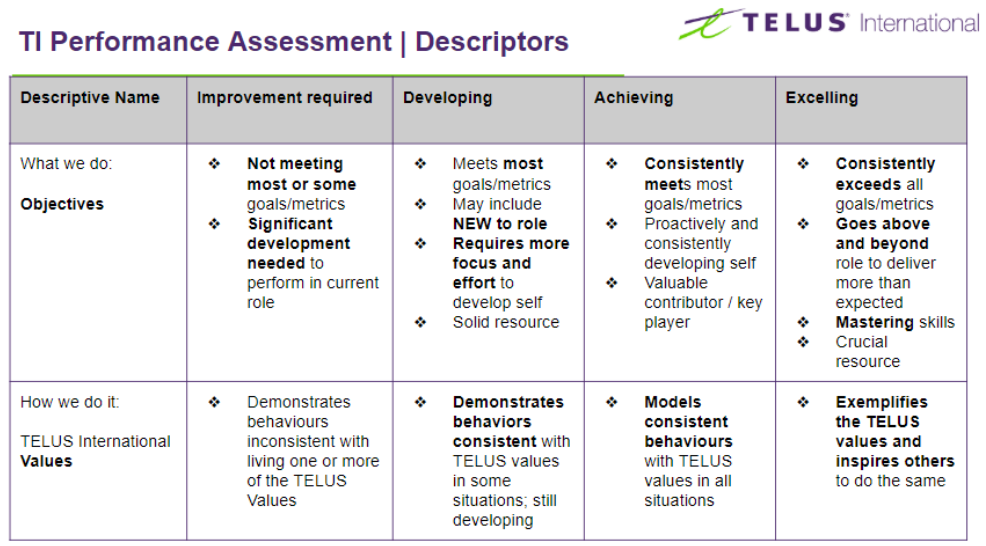 TELUS International
TI Performance Assessment | Descriptors
Descriptive Name
Improvement required
Developing
Achieving
Excelling
What we do:
Objectives
❖ Not meeting
most or some
goals/metrics
❖ Significant
development
needed to
perform in current
role
❖ Meets most
goals/metrics
❖ May include
NEW to role
❖ Requires more
focus and
effort to
develop self
❖ Solid resource
❖ Consistently
meets most
goals/metrics
❖ Proactively and
consistently
developing self
❖ Valuable
contributor / key
player
❖ Consistently
exceeds all
goals/metrics
❖ Goes above
and beyond
role to deliver
more than
expected
❖ Mastering skills
❖ Crucial
resource
How we do it:
TELUS International
Values
❖ Demonstrates
behaviours
inconsistent with
living one or more
of the TELUS
Values
❖ Demonstrates
behaviors
consistent with
TELUS values
in some
situations; still
developing
❖ Models
consistent
behaviours
with TELUS
values in all
situations
❖ Exemplifies
the TELUS
values and
inspires others
to do the same